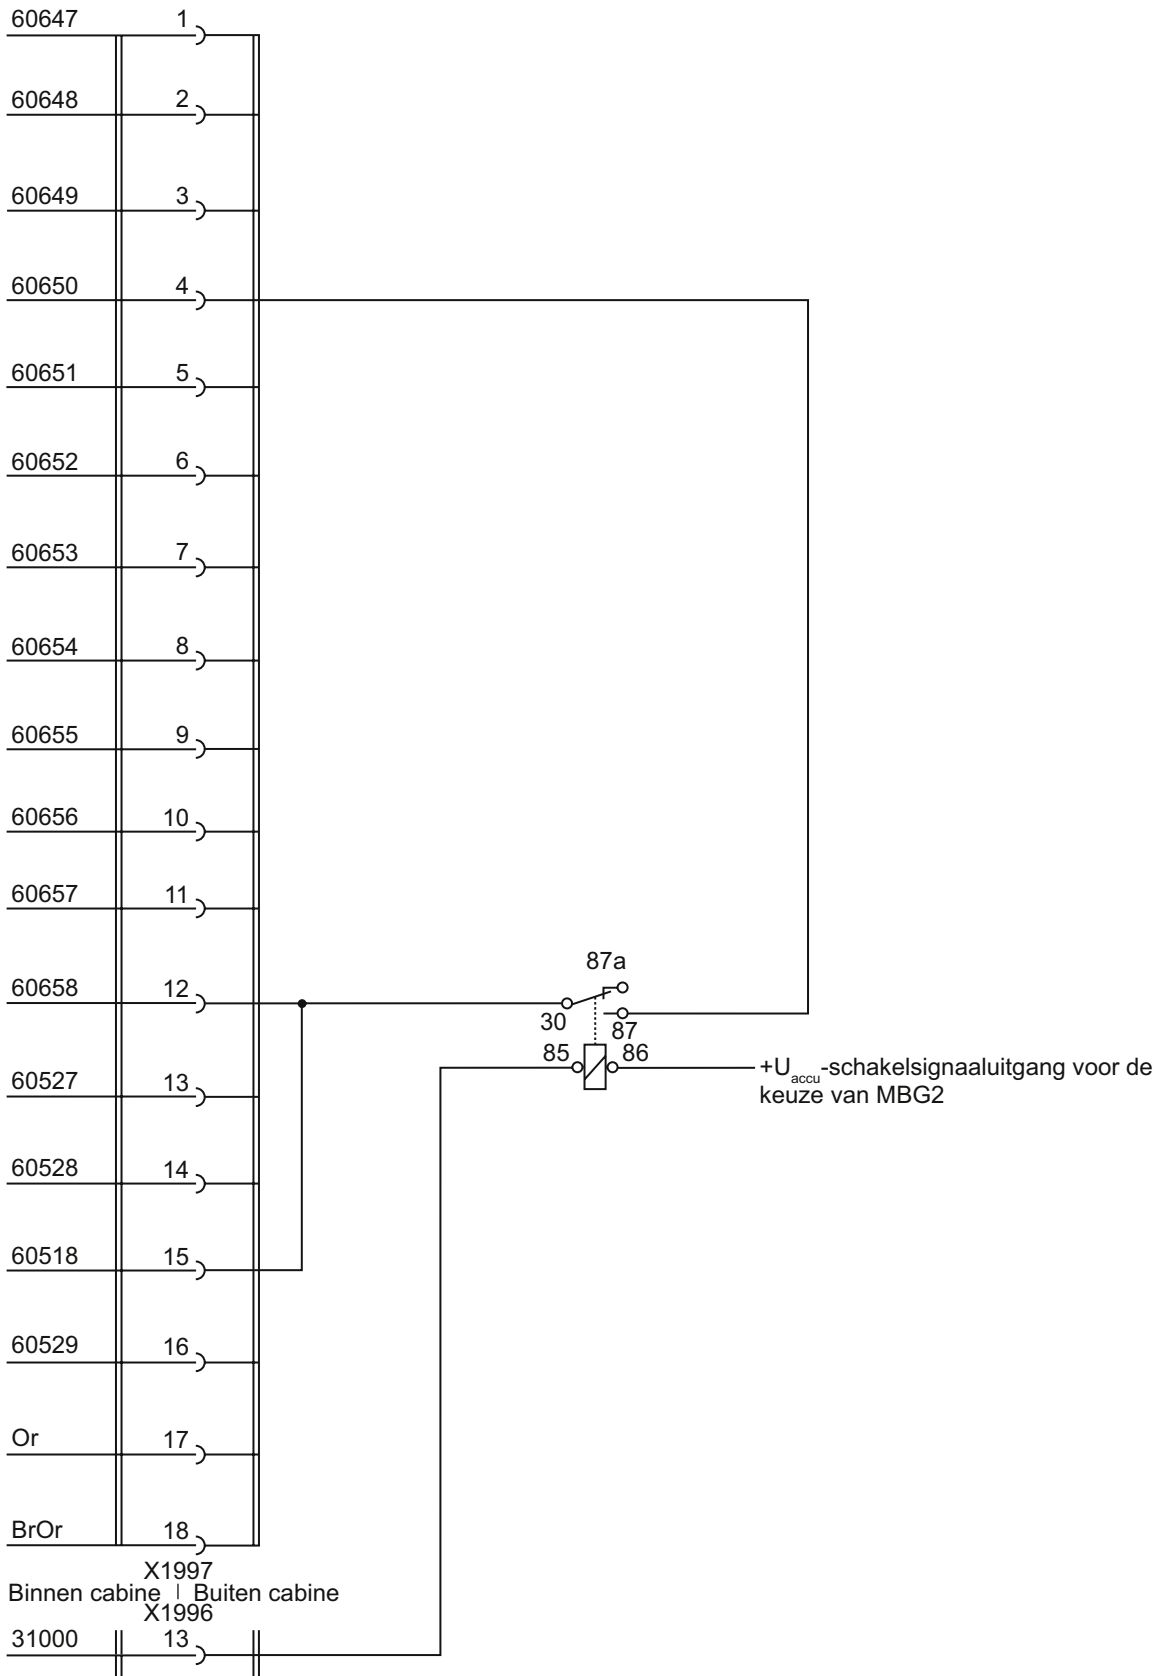 60647 1
60648 2
60649 3
60650 4
60651 5
60652 6
60653 7
60654 8
60655 9
60656 10
60657 11
87a
60658 12
30
87
85 86
+Uaccu-schakelsignaaluitgang voor de
keuze van MBG2
60527 13
60528 14
60518 15
60529 16
Or 17
BrOr 18
X1997
Binnen cabine | Buiten cabine
X1996
31000 13